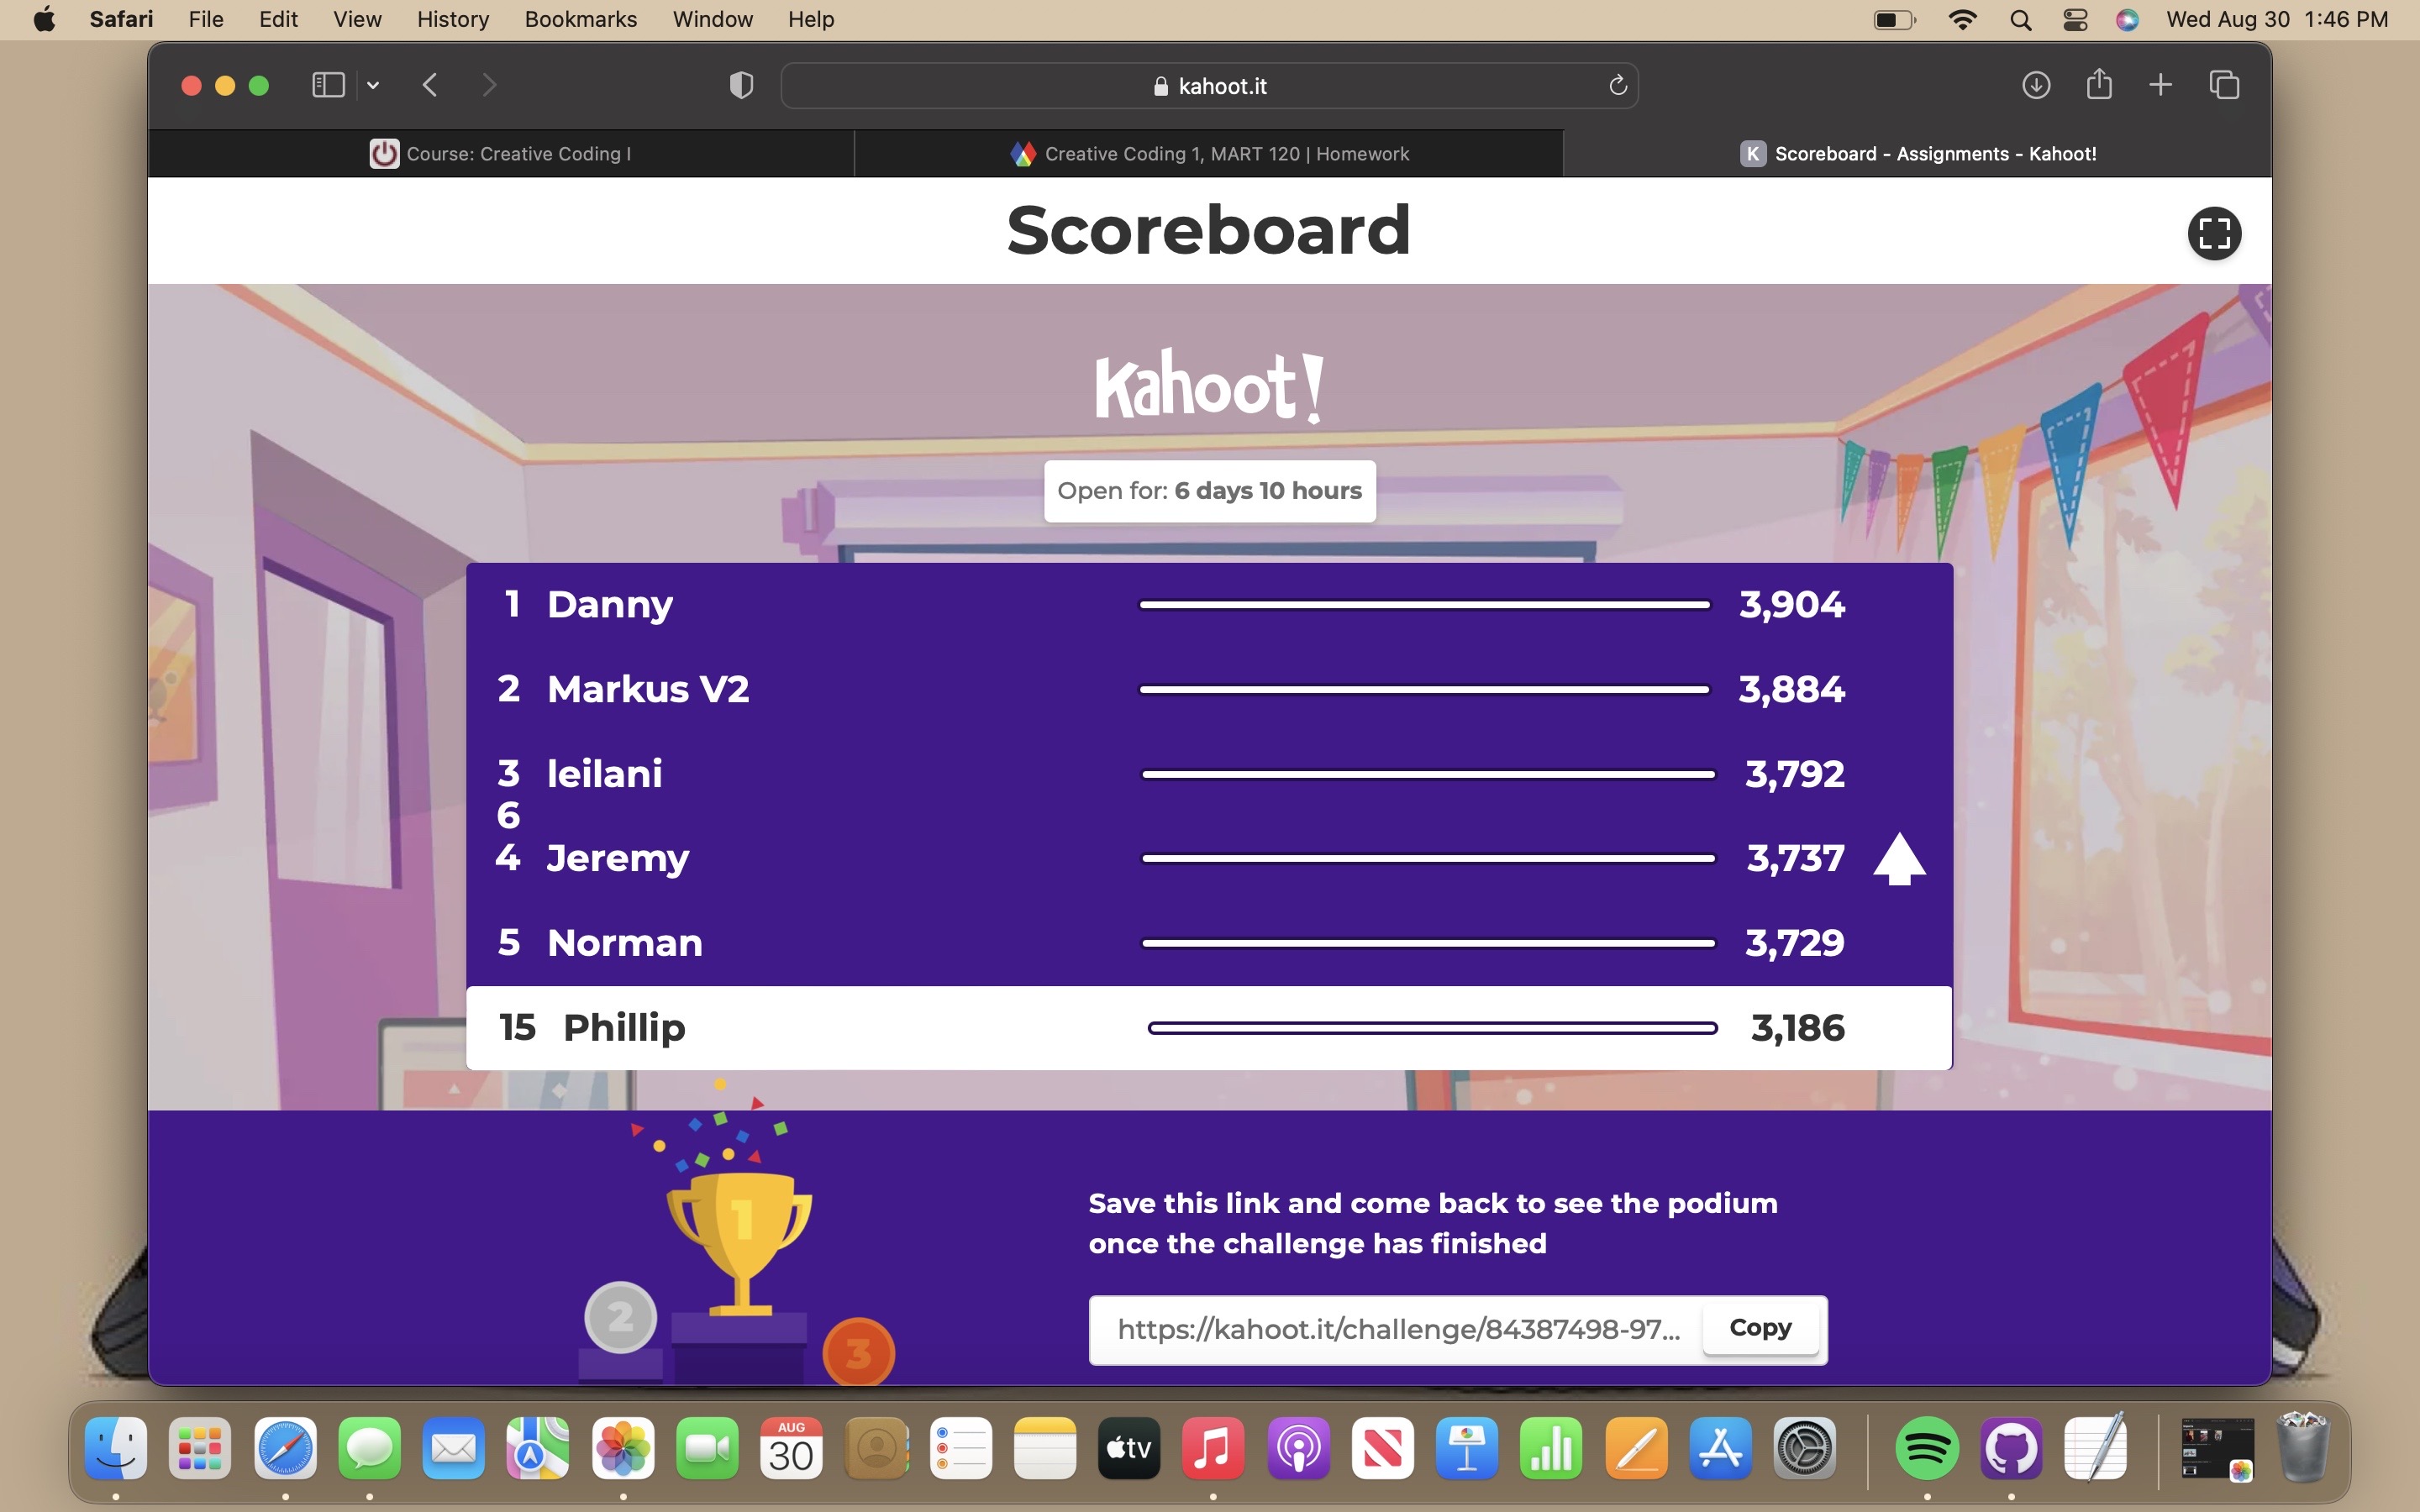 Safari File Edit View History Bookmarks Window Help Wed Aug 30 1:46 PM
kahoot.it
Course: Creative Coding I Creative Coding 1, MART 120 | Homework K Scoreboard - Assignments - Kahoot!
Scoreboard
Kahoot!
Open for: 6 days 10 hours
1 Danny 3,904
2 Markus V2 3,884
3 leilani 3,792
6
4 Jeremy 3,737
5 Norman 3,729
15 Phillip 3,186
1
2
3
Save this link and come back to see the podium
once the challenge has finished
https://kahoot.it/challenge/84387498-97... Copy
AUG
30
tv